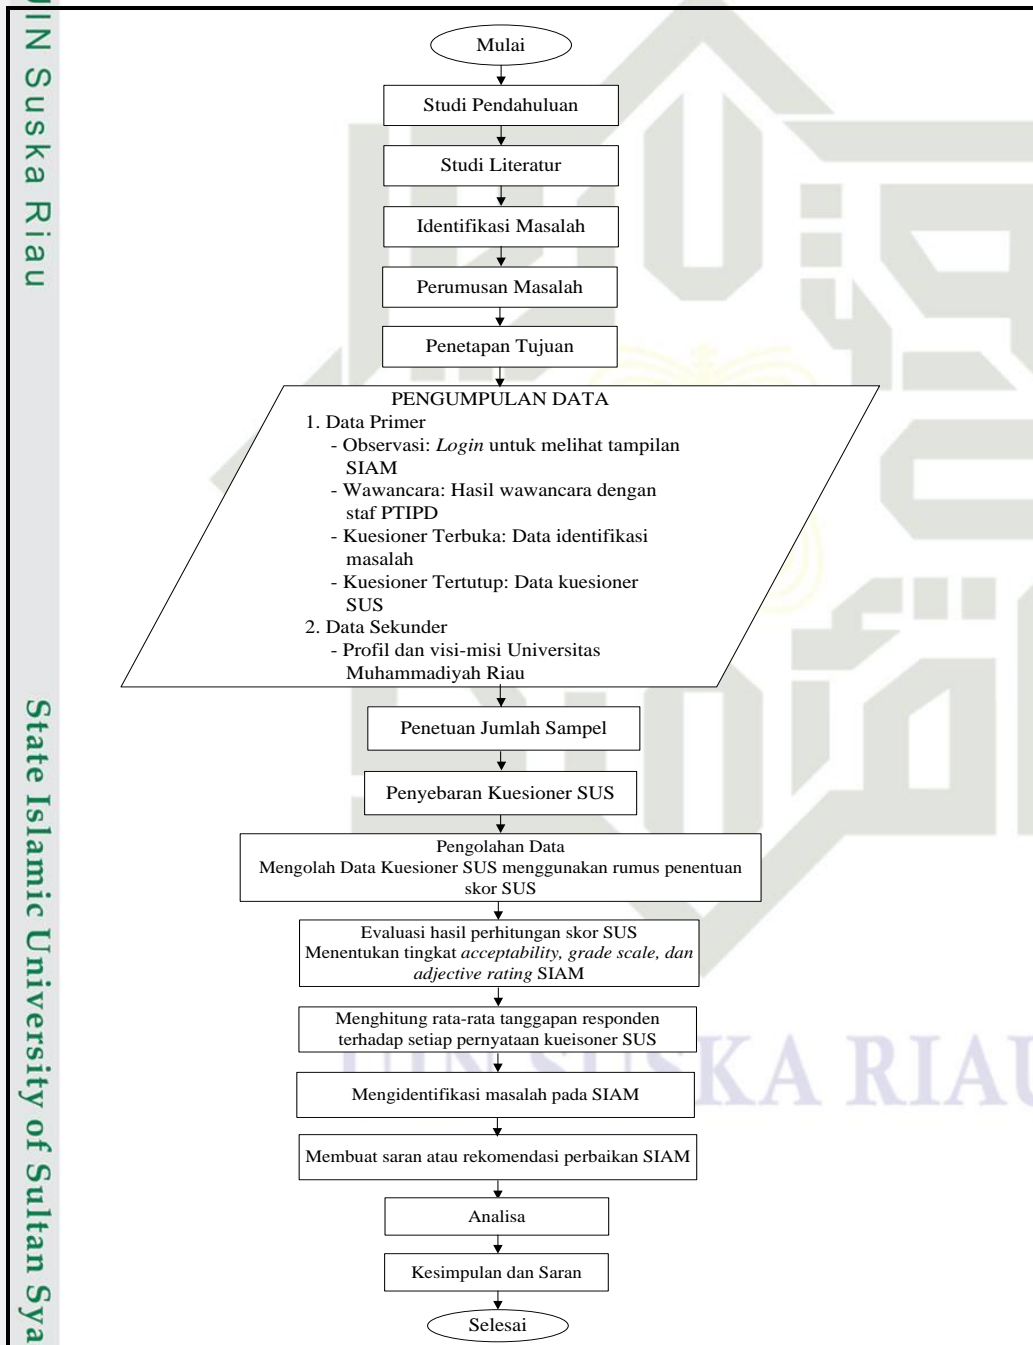 UIN Suska Riau
State Islamic University of Sultan Sya
Mulai
Studi Pendahuluan
Studi Literatur
Identifikasi Masalah
Perumusan Masalah
Penetapan Tujuan
PENGUMPULAN DATA
1. Data Primer
- Observasi: Login untuk melihat tampilan
SIAM
- Wawancara: Hasil wawancara dengan
staf PTIPD
- Kuesioner Terbuka: Data identifikasi
masalah
- Kuesioner Tertutup: Data kuesioner
SUS
2. Data Sekunder
- Profil dan visi-misi Universitas
Muhammadiyah Riau
Penetuan Jumlah Sampel
Penyebaran Kuesioner SUS
Pengolahan Data
Mengolah Data Kuesioner SUS menggunakan rumus penentuan
skor SUS
Evaluasi hasil perhitungan skor SUS
Menentukan tingkat acceptability, grade scale, dan
adjective rating SIAM
Menghitung rata-rata tanggapan responden
terhadap setiap pernyataan kueisoner SUS
UIN SUSKA RIAU
Mengidentifikasi masalah pada SIAM
Membuat saran atau rekomendasi perbaikan SIAM
Analisa
Kesimpulan dan Saran
Selesai